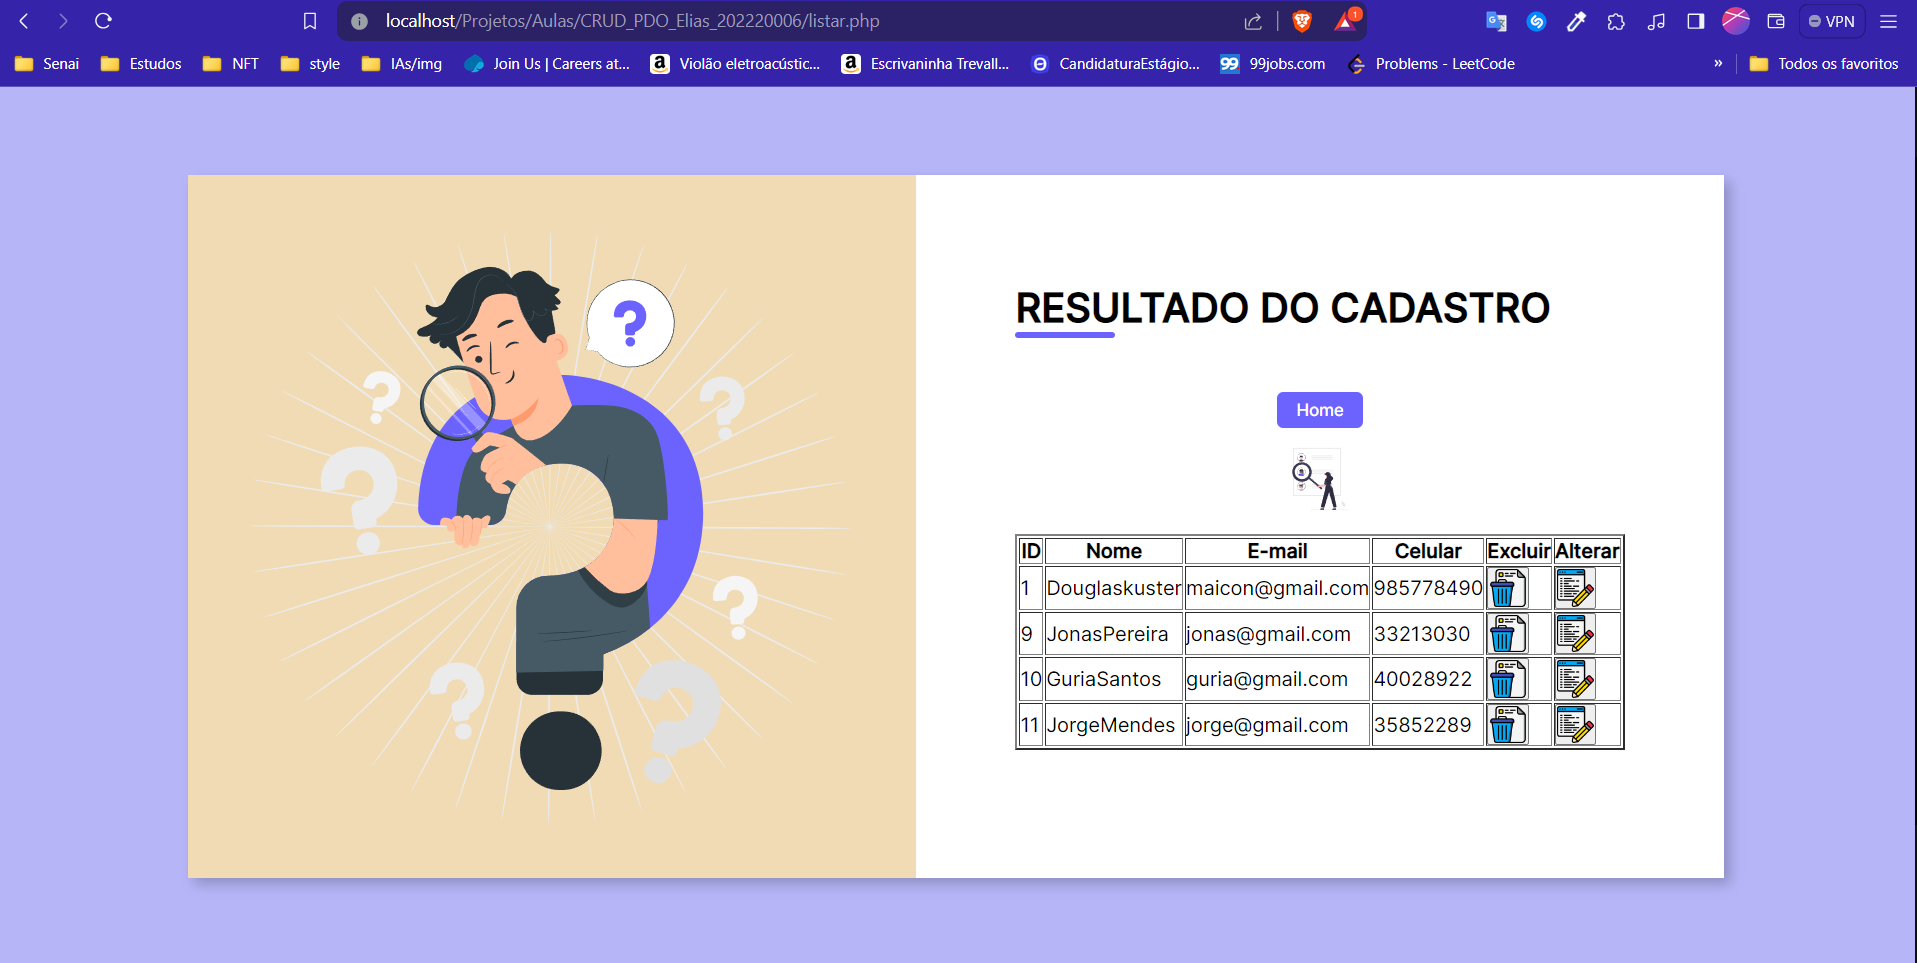 localhost/Projetos/Aulas/CRUD_PDO_Elias_202220006/listar.php
1
VPN
Senai Estudos NFT style IAs/img Join Us | Careers at... Violão eletroacústic... Escrivaninha Trevall... CandidaturaEstágio... 99 99jobs.com Problems - LeetCode » Todos os favoritos
RESULTADO DO CADASTRO
?
Home
ID Nome E-mail Celular Excluir Alterar
1 Douglaskuster maicon@gmail.com 985778490
9 JonasPereira jonas@gmail.com 33213030
10 GuriaSantos guria@gmail.com 40028922
11 JorgeMendes jorge@gmail.com 35852289